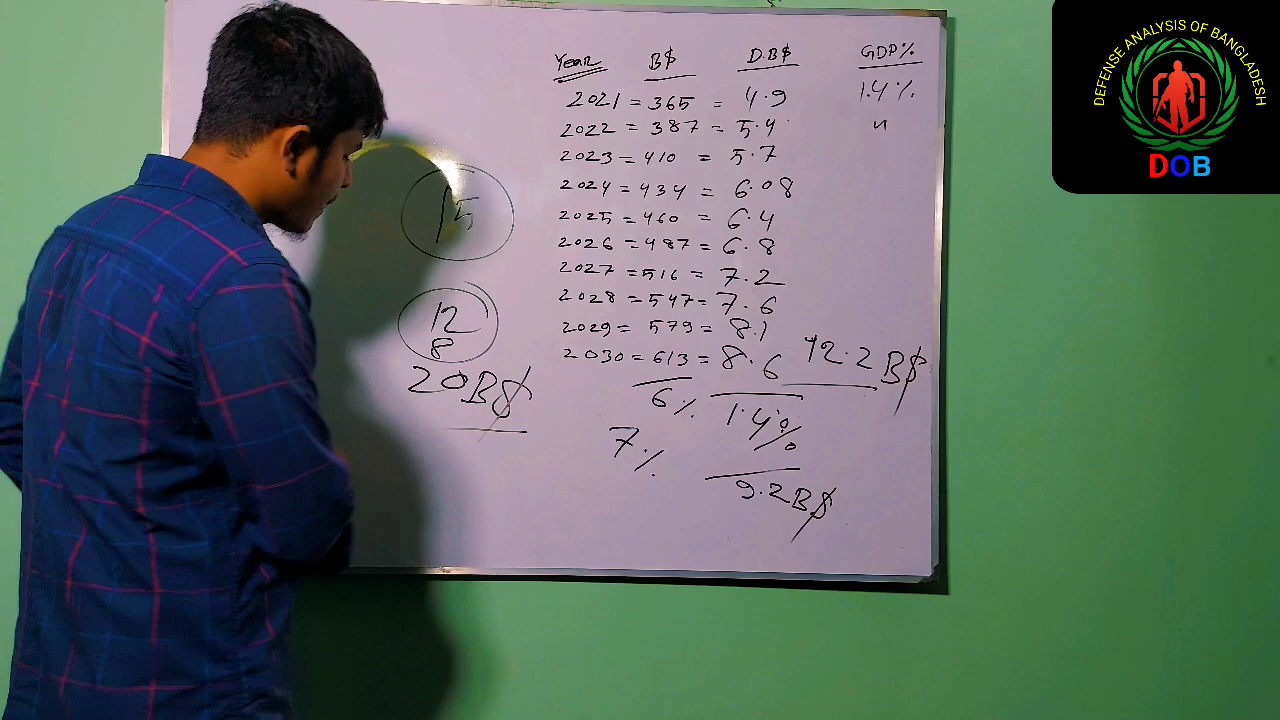 DEFENSE ANALYSIS OF BANGLADESH
DOB
Year B$ D.B$ GDP%
2021 = 365 = 4.9 1.4%
2022 = 387 = 5.4 "
2023 = 410 = 5.7
2024 = 434 = 6.08
2025 = 460 = 6.4
2026 = 487 = 6.8
2027 = 516 = 7.2
2028 = 547 = 7.6
2029 = 579 = 8.1
2030 = 613 = 8.6
42.2 B$
6% 1.4%
7%
9.2 B$
15
12
8
20B$